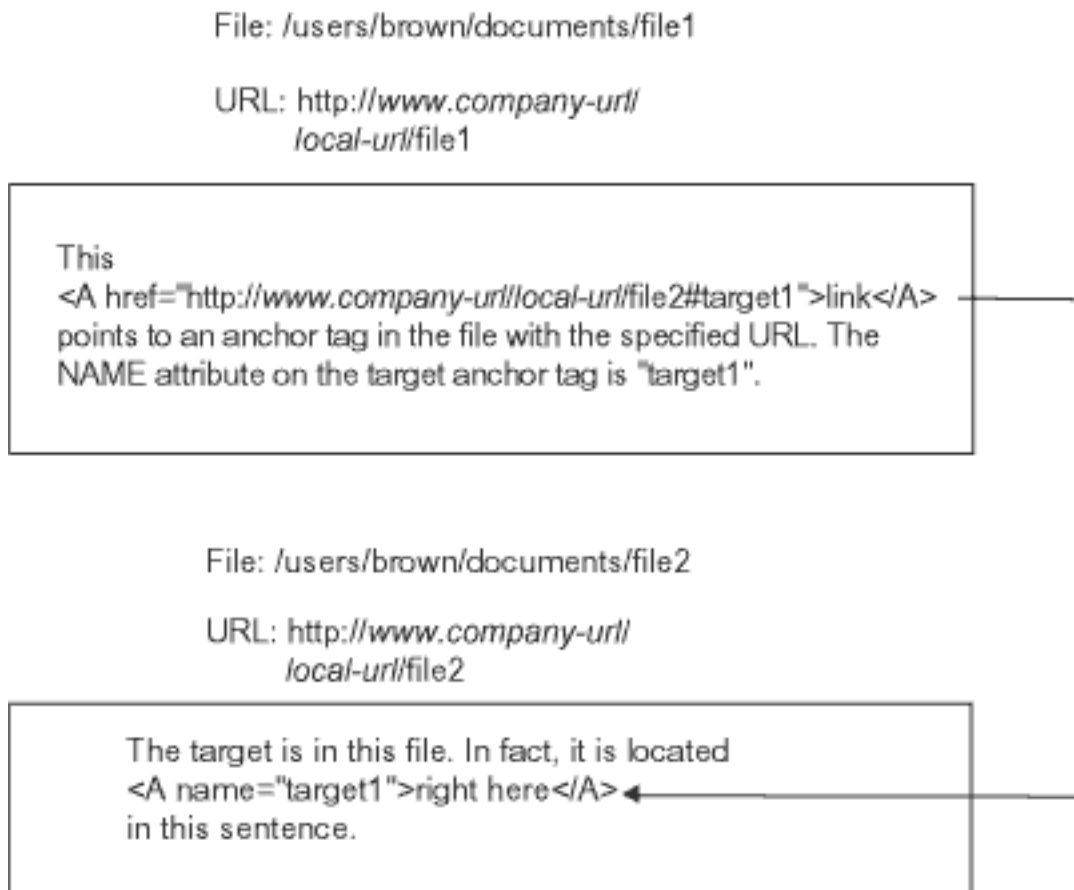 File: /users/brown/documents/file1
URL: http://www.company-url/
local-url/file1
This
<A href="http://www.company-url/local-url/file2#target1">link</A>
points to an anchor tag in the file with the specified URL. The
NAME attribute on the target anchor tag is "target1".
File: /users/brown/documents/file2
URL: http://www.company-url/
local-url/file2
The target is in this file. In fact, it is located
<A name="target1">right here</A>
in this sentence.